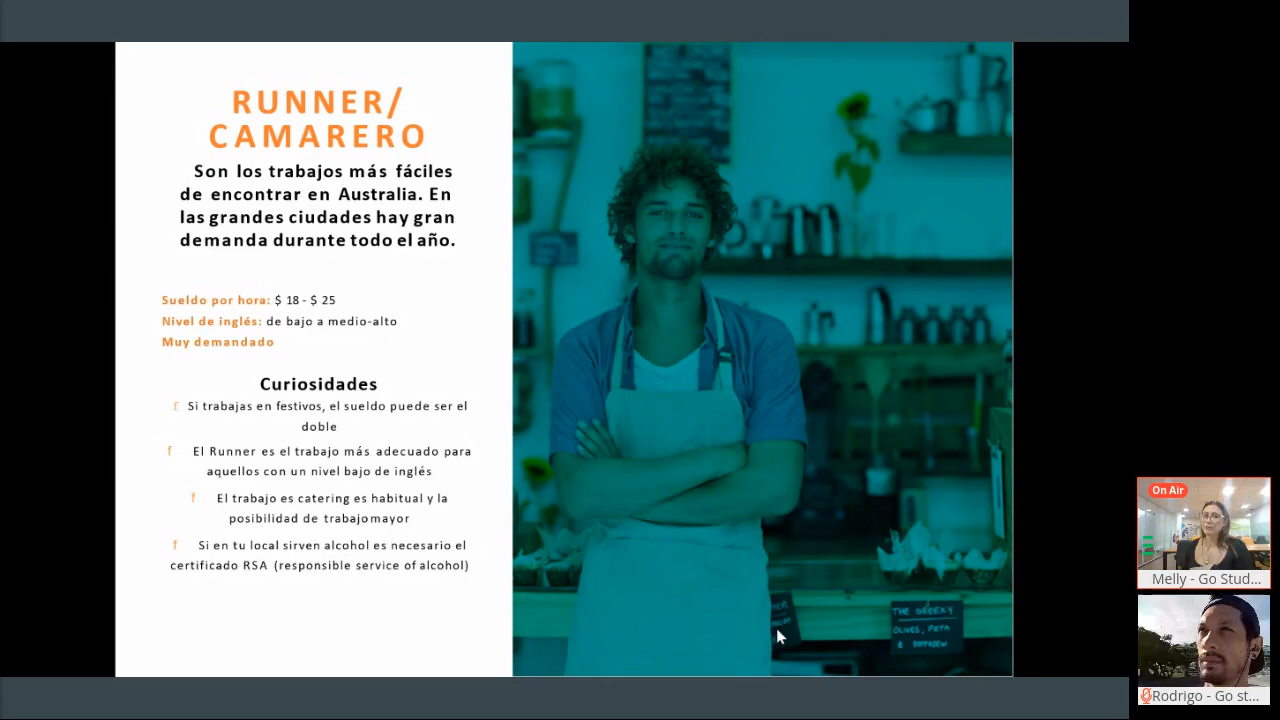 RUNNER/
CAMARERO
Son los trabajos más fáciles
de encontrar en Australia. En
las grandes ciudades hay gran
demanda durante todo el año.
Sueldo por hora: $ 18 - $ 25
Nivel de inglés: de bajo a medio-alto
Muy demandado
Curiosidades
£ Si trabajas en festivos, el sueldo puede ser el
doble
f El Runner es el trabajo más adecuado para
aquellos con un nivel bajo de inglés
f El trabajo es catering es habitual y la
posibilidad de trabajo mayor
f Si en tu local sirven alcohol es necesario el
certificado RSA (responsible service of alcohol)
THE GREEKY
OLIVES, FETA
On Air
Melly - Go Stud...
Rodrigo - Go st...